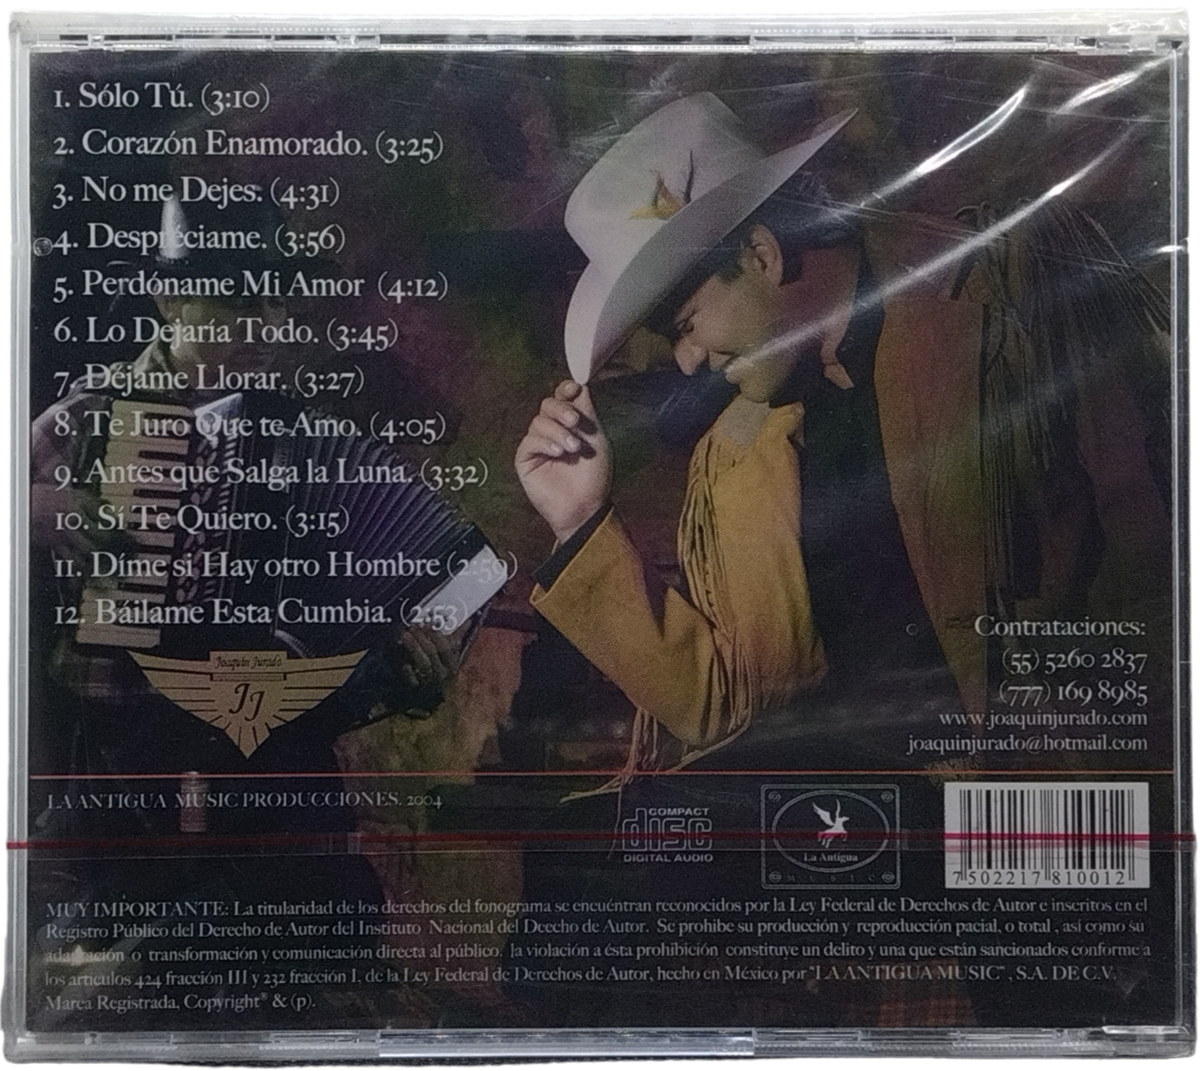 1. Sólo Tú. (3:10)
2. Corazón Enamorado. (3:25)
3. No me Dejes. (4:31)
4. Despréciame. (3:56)
5. Perdóname Mi Amor (4:12)
6. Lo Dejaría Todo. (3:45)
7. Déjame Llorar. (3:27)
8. Te Juro Que te Amo. (4:05)
9. Antes que Salga la Luna. (3:32)
10. Sí Te Quiero. (3:15)
11. Díme si Hay otro Hombre (2:59)
12. Báilame Esta Cumbia. (2:53)
Joaquín Jurado
JJ
Contrataciones:
(55) 5260 2837
(777) 169 8985
www.joaquinjurado.com
joaquinjurado@hotmail.com
LA ANTIGUA MUSIC PRODUCCIONES. 2004
COMPACT
disc
DIGITAL AUDIO
La Antigua
MUSIC
7 502217 810012
MUY IMPORTANTE: La titularidad de los derechos del fonograma se encuéntran reconocidos por la Ley Federal de Derechos de Autor e inscritos en el
Registro Público del Derecho de Autor del Instituto Nacional del Deecho de Autor. Se prohibe su producción y reproducción pacial, o total , así como su
adaptación o transformación y comunicación directa al público. la violación a ésta prohibición constituye un delito y una que están sancionados conforme a
los artículos 424 fracción III y 232 fracción I, de la Ley Federal de Derechos de Autor, hecho en México por "LA ANTIGUA MUSIC" , S.A. DE C.V.
Marca Registrada, Copyright® & (p).